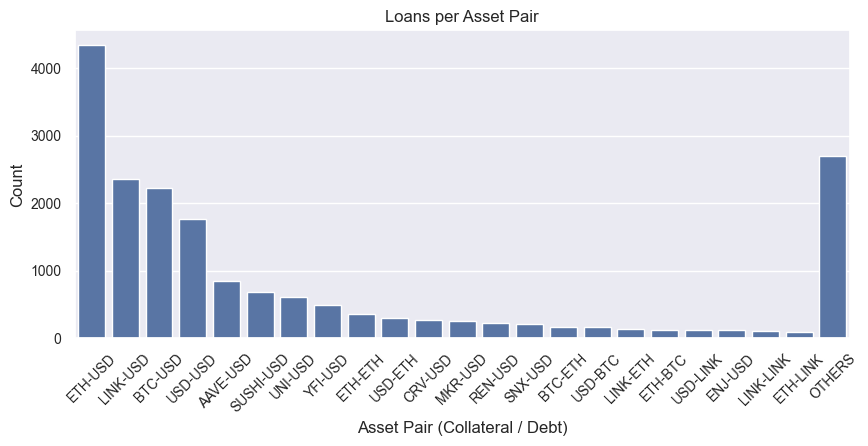 Loans per Asset Pair
Count
4000
3000
2000
1000
0
ETH-USD
LINK-USD
BTC-USD
USD-USD
AAVE-USD
SUSHI-USD
UNI-USD
YFI-USD
ETH-ETH
USD-ETH
CRV-USD
MKR-USD
REN-USD
SNX-USD
BTC-ETH
USD-BTC
LINK-ETH
ETH-BTC
USD-LINK
ENJ-USD
LINK-LINK
ETH-LINK
OTHERS
Asset Pair (Collateral / Debt)